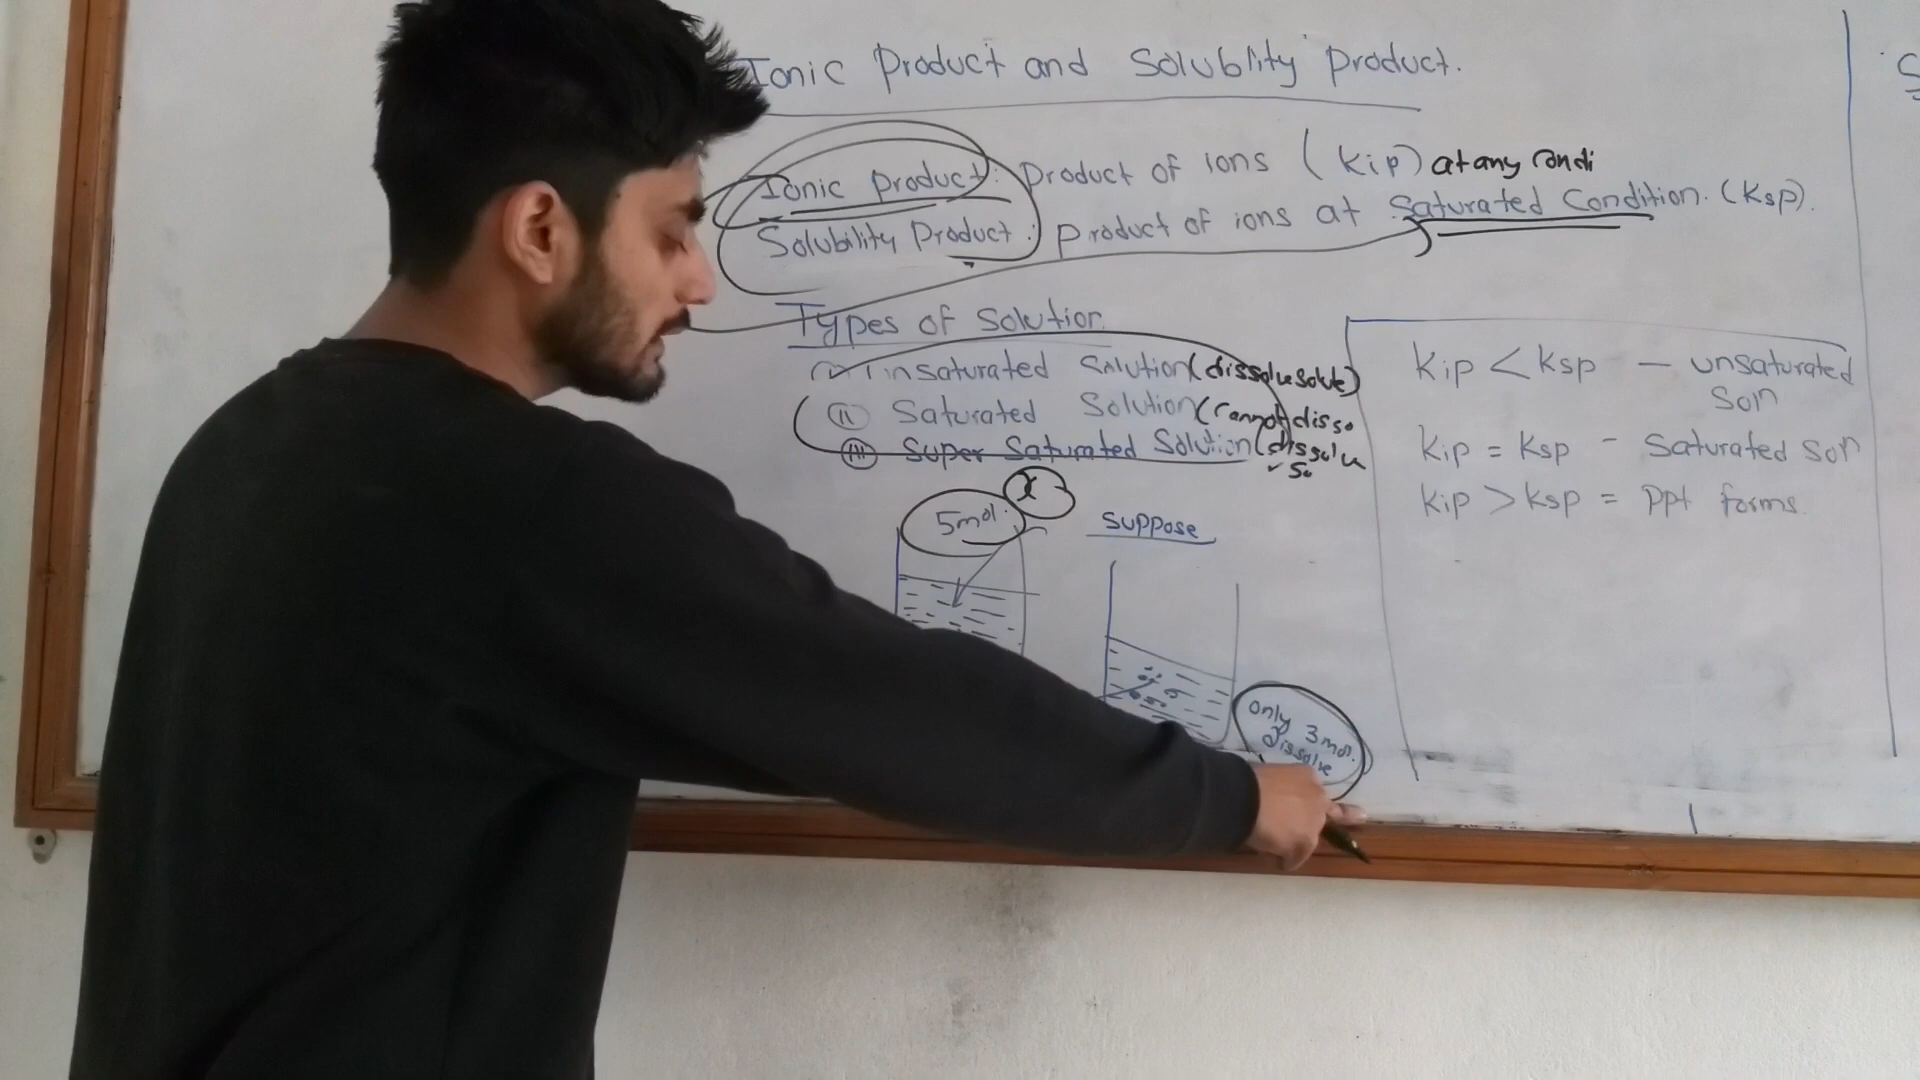 Ionic Product and Solublity Product.
Ionic Product: Product of ions (Kip) at any condi
Solubility Product: Product of ions at Saturated Condition. (Ksp).
Types of Solution
Unsaturated Solution (dissolve solute)
(II) Saturated Solution (cannot disso
(III) Super Saturated Solution (dissolve
so
5mol. X
Suppose
only 3mol.
dissolve
Kip < Ksp - unsaturated
Soln
Kip = Ksp - Saturated Soln
Kip > Ksp = PPt forms.